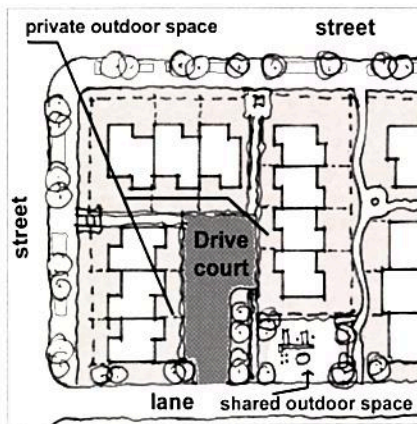 private outdoor space
street
street
Drive
court
lane
shared outdoor space